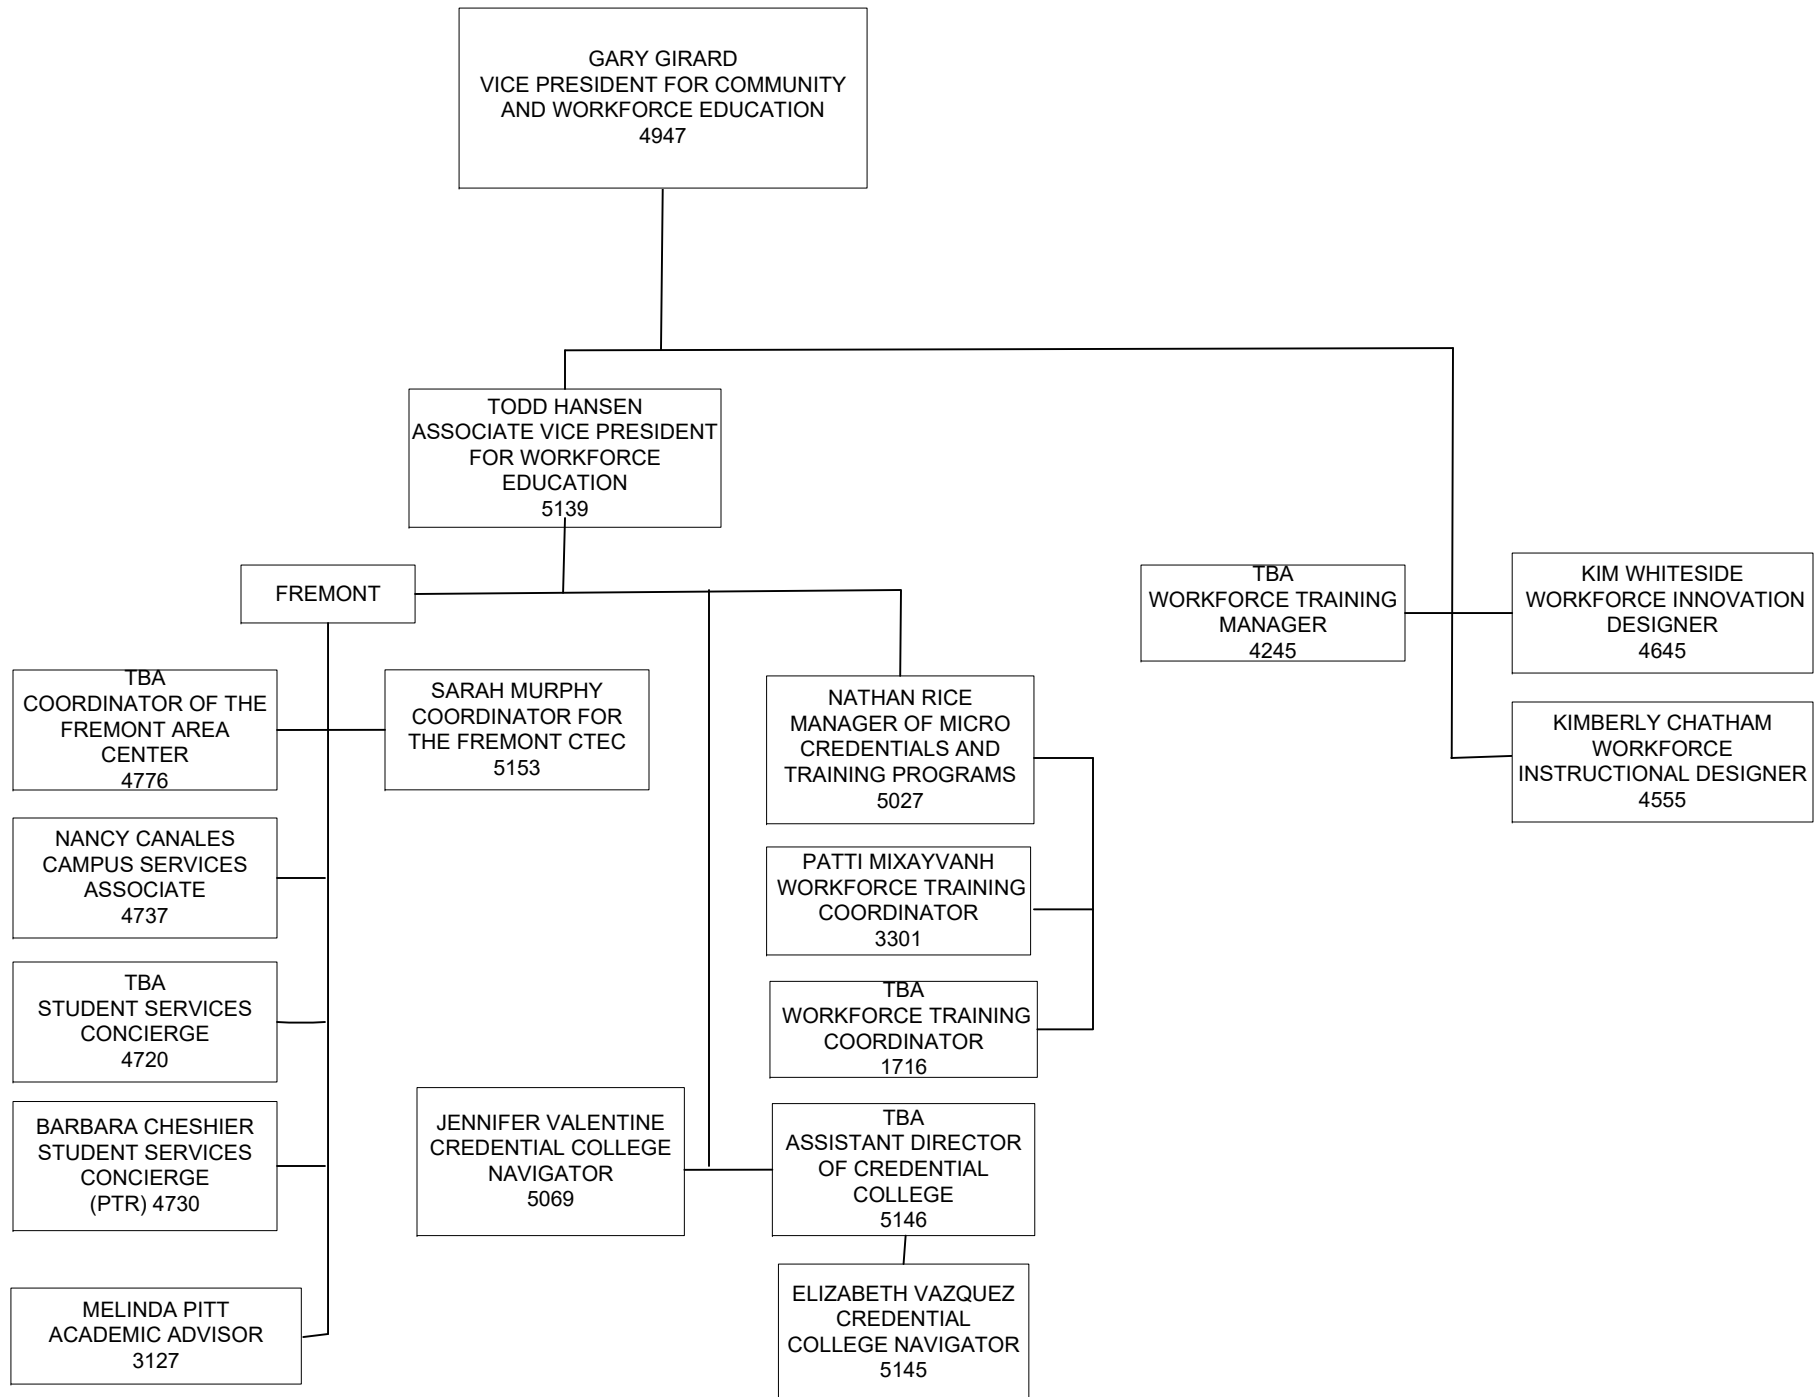 GARY GIRARD
VICE PRESIDENT FOR COMMUNITY
AND WORKFORCE EDUCATION
4947
TODD HANSEN
ASSOCIATE VICE PRESIDENT
FOR WORKFORCE
EDUCATION
5139
FREMONT
TBA
COORDINATOR OF THE
FREMONT AREA
CENTER
4776
SARAH MURPHY
COORDINATOR FOR
THE FREMONT CTEC
5153
NANCY CANALES
CAMPUS SERVICES
ASSOCIATE
4737
TBA
STUDENT SERVICES
CONCIERGE
4720
BARBARA CHESHIER
STUDENT SERVICES
CONCIERGE
(PTR) 4730
MELINDA PITT
ACADEMIC ADVISOR
3127
NATHAN RICE
MANAGER OF MICRO
CREDENTIALS AND
TRAINING PROGRAMS
5027
PATTI MIXAYVANH
WORKFORCE TRAINING
COORDINATOR
3301
TBA
WORKFORCE TRAINING
COORDINATOR
1716
JENNIFER VALENTINE
CREDENTIAL COLLEGE
NAVIGATOR
5069
TBA
ASSISTANT DIRECTOR
OF CREDENTIAL
COLLEGE
5146
ELIZABETH VAZQUEZ
CREDENTIAL
COLLEGE NAVIGATOR
5145
TBA
WORKFORCE TRAINING
MANAGER
4245
KIM WHITESIDE
WORKFORCE INNOVATION
DESIGNER
4645
KIMBERLY CHATHAM
WORKFORCE
INSTRUCTIONAL DESIGNER
4555